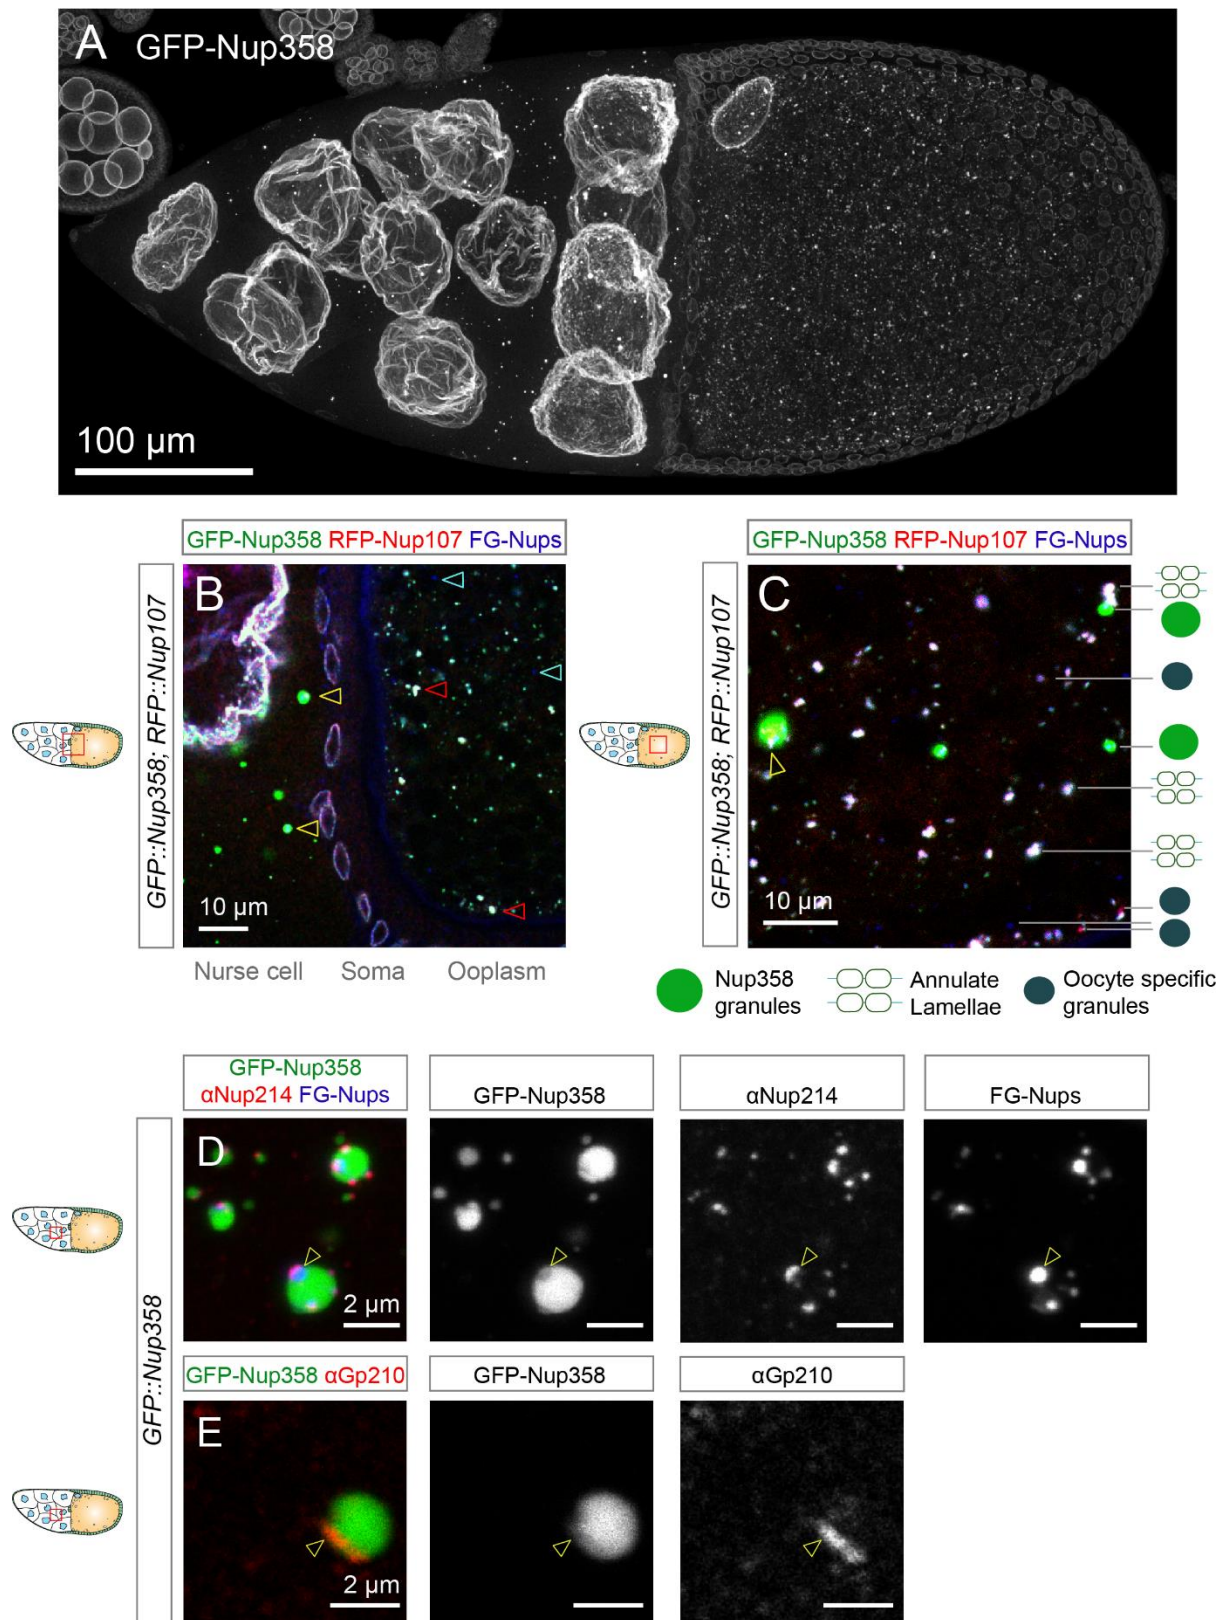 A GFP-Nup358
100 µm
GFP-Nup358 RFP-Nup107 FG-Nups
GFP::Nup358; RFP::Nup107
B
10 µm
Nurse cell Soma Ooplasm
GFP-Nup358 RFP-Nup107 FG-Nups
GFP::Nup358; RFP::Nup107
C
10 µm
Nup358
granules
Annulate
Lamellae
Oocyte specific
granules
GFP-Nup358
αNup214 FG-Nups
GFP-Nup358
αNup214
FG-Nups
GFP::Nup358
D
2 µm
GFP-Nup358 αGp210
GFP-Nup358
αGp210
E
2 µm